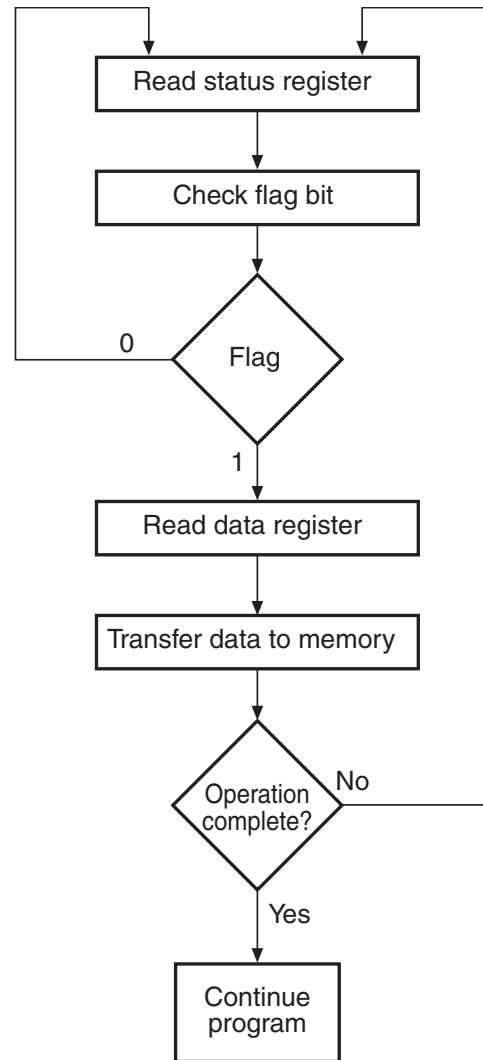 Read status register
Check flag bit
Flag
0
1
Read data register
Transfer data to memory
Operation
complete?
No
Yes
Continue
program